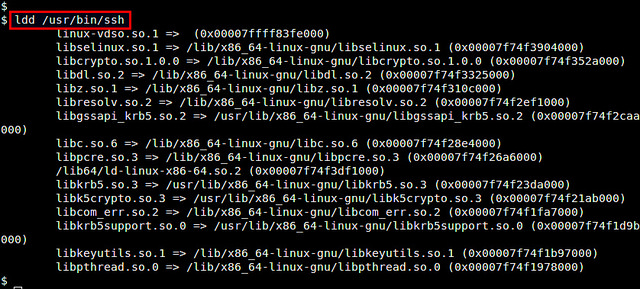 $
$ ldd /usr/bin/ssh
linux-vdso.so.1 =>  (0x00007ffff83fe000)
libselinux.so.1 => /lib/x86_64-linux-gnu/libselinux.so.1 (0x00007f74f3904000)
libcrypto.so.1.0.0 => /lib/x86_64-linux-gnu/libcrypto.so.1.0.0 (0x00007f74f352a000)
libdl.so.2 => /lib/x86_64-linux-gnu/libdl.so.2 (0x00007f74f3325000)
libz.so.1 => /lib/x86_64-linux-gnu/libz.so.1 (0x00007f74f310c000)
libresolv.so.2 => /lib/x86_64-linux-gnu/libresolv.so.2 (0x00007f74f2ef1000)
libgssapi_krb5.so.2 => /usr/lib/x86_64-linux-gnu/libgssapi_krb5.so.2 (0x00007f74f2caa
000)
libc.so.6 => /lib/x86_64-linux-gnu/libc.so.6 (0x00007f74f28e4000)
libpcre.so.3 => /lib/x86_64-linux-gnu/libpcre.so.3 (0x00007f74f26a6000)
/lib64/ld-linux-x86-64.so.2 (0x00007f74f3df1000)
libkrb5.so.3 => /usr/lib/x86_64-linux-gnu/libkrb5.so.3 (0x00007f74f23da000)
libk5crypto.so.3 => /usr/lib/x86_64-linux-gnu/libk5crypto.so.3 (0x00007f74f21ab000)
libcom_err.so.2 => /lib/x86_64-linux-gnu/libcom_err.so.2 (0x00007f74f1fa7000)
libkrb5support.so.0 => /usr/lib/x86_64-linux-gnu/libkrb5support.so.0 (0x00007f74f1d9b
000)
libkeyutils.so.1 => /lib/x86_64-linux-gnu/libkeyutils.so.1 (0x00007f74f1b97000)
libpthread.so.0 => /lib/x86_64-linux-gnu/libpthread.so.0 (0x00007f74f1978000)
$